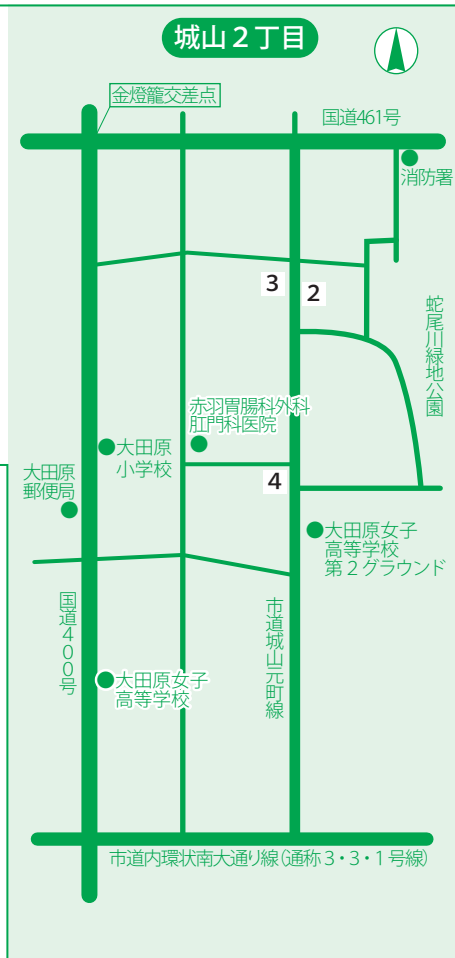 城山２丁目
金燈籠交差点
国道461号
消防署
3
2
蛇尾川緑地公園
赤羽胃腸科外科
肛門科医院
大田原
小学校
大田原
郵便局
4
大田原女子
高等学校
第２グラウンド
国道４００号
市道城山元町線
大田原女子
高等学校
市道内環状南大通り線（通称３・３・１号線）